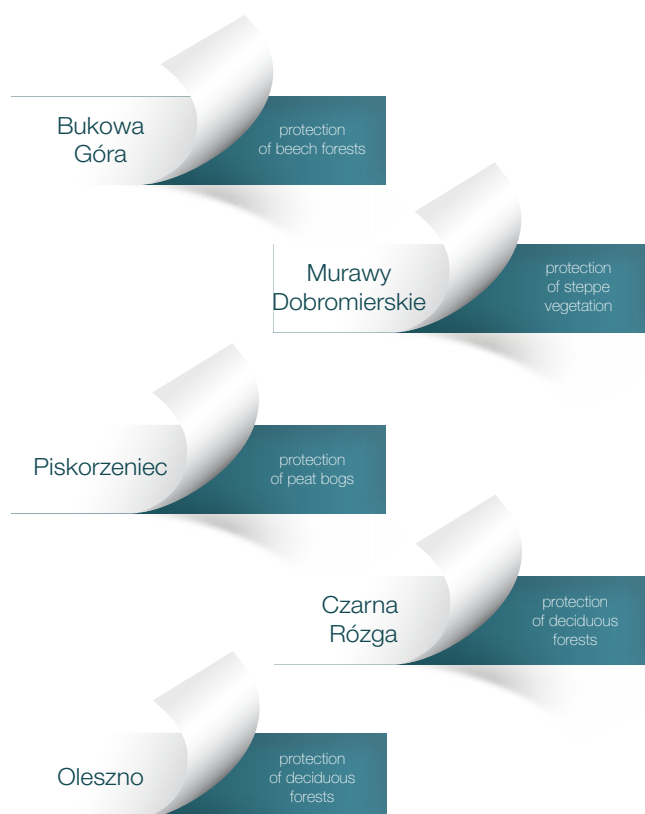 Bukowa
Góra
protection
of beech forests
Murawy
Dobromierskie
protection
of steppe
vegetation
Piskorzeniec
protection
of peat bogs
Czarna
Rózga
protection
of deciduous
forests
Oleszno
protection
of deciduous
forests